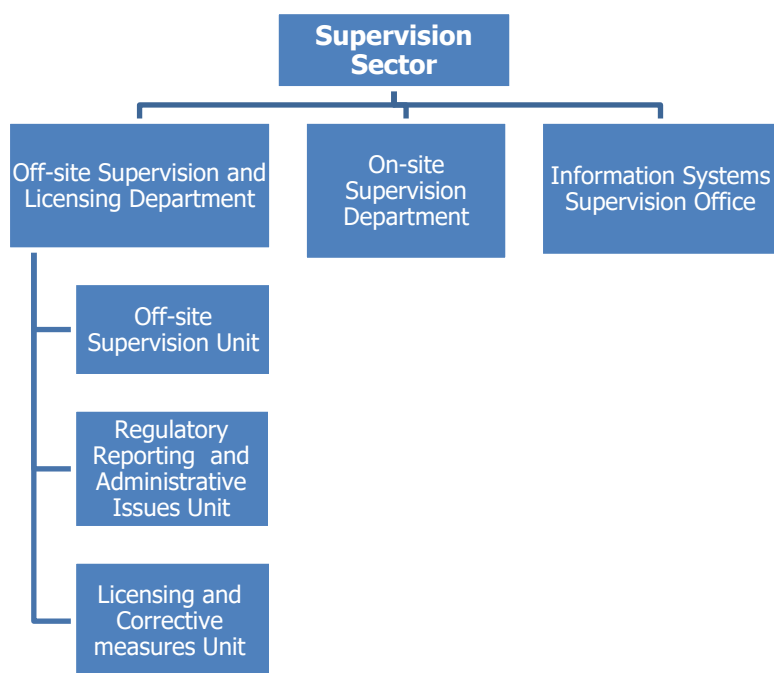 Supervision
Sector
Off-site Supervision and
Licensing Department
On-site
Supervision
Department
Information Systems
Supervision Office
Off-site
Supervision Unit
Regulatory
Reporting and
Administrative
Issues Unit
Licensing and
Corrective
measures Unit